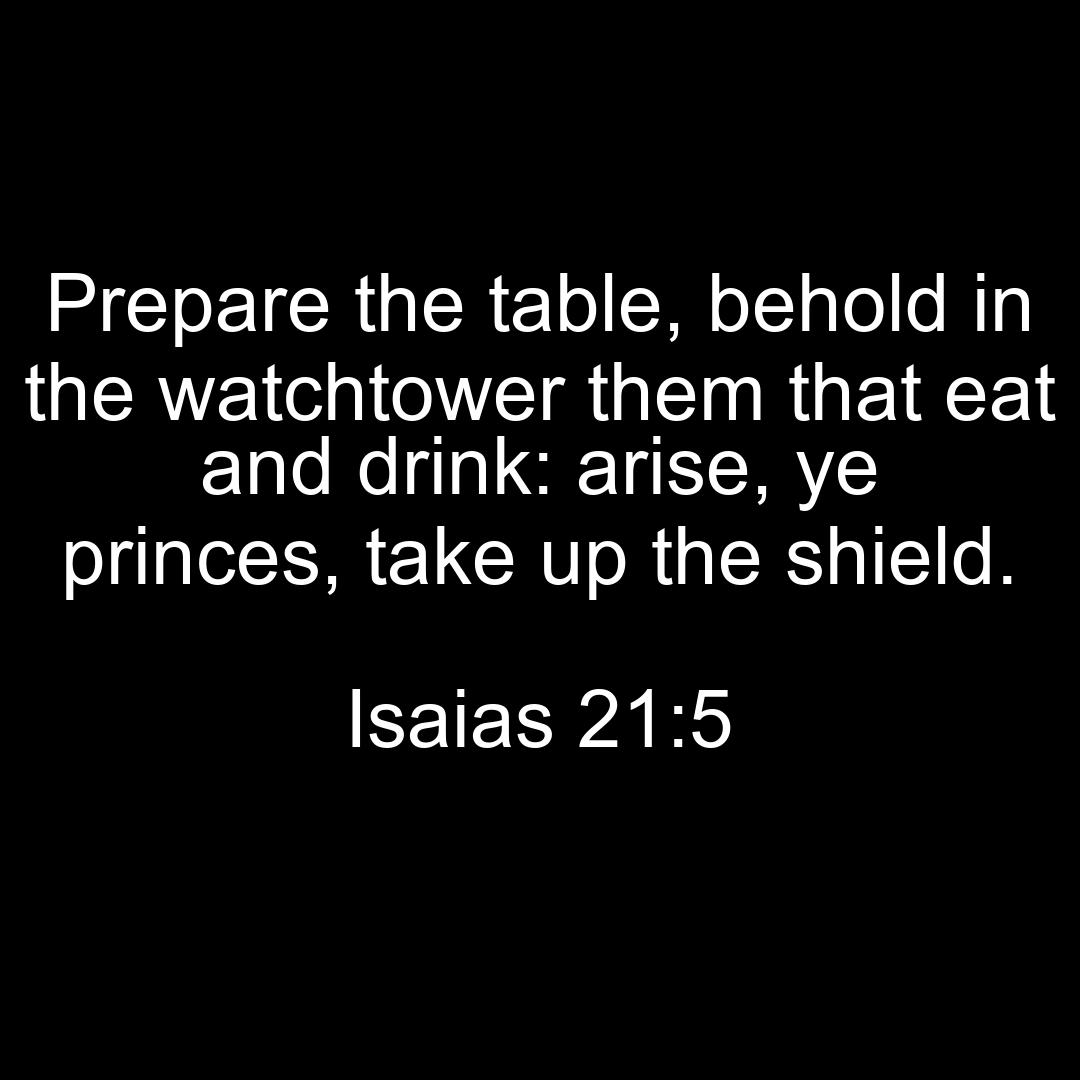 Prepare the table, behold in
the watchtower them that eat
and drink: arise, ye
princes, take up the shield.
Isaias 21:5